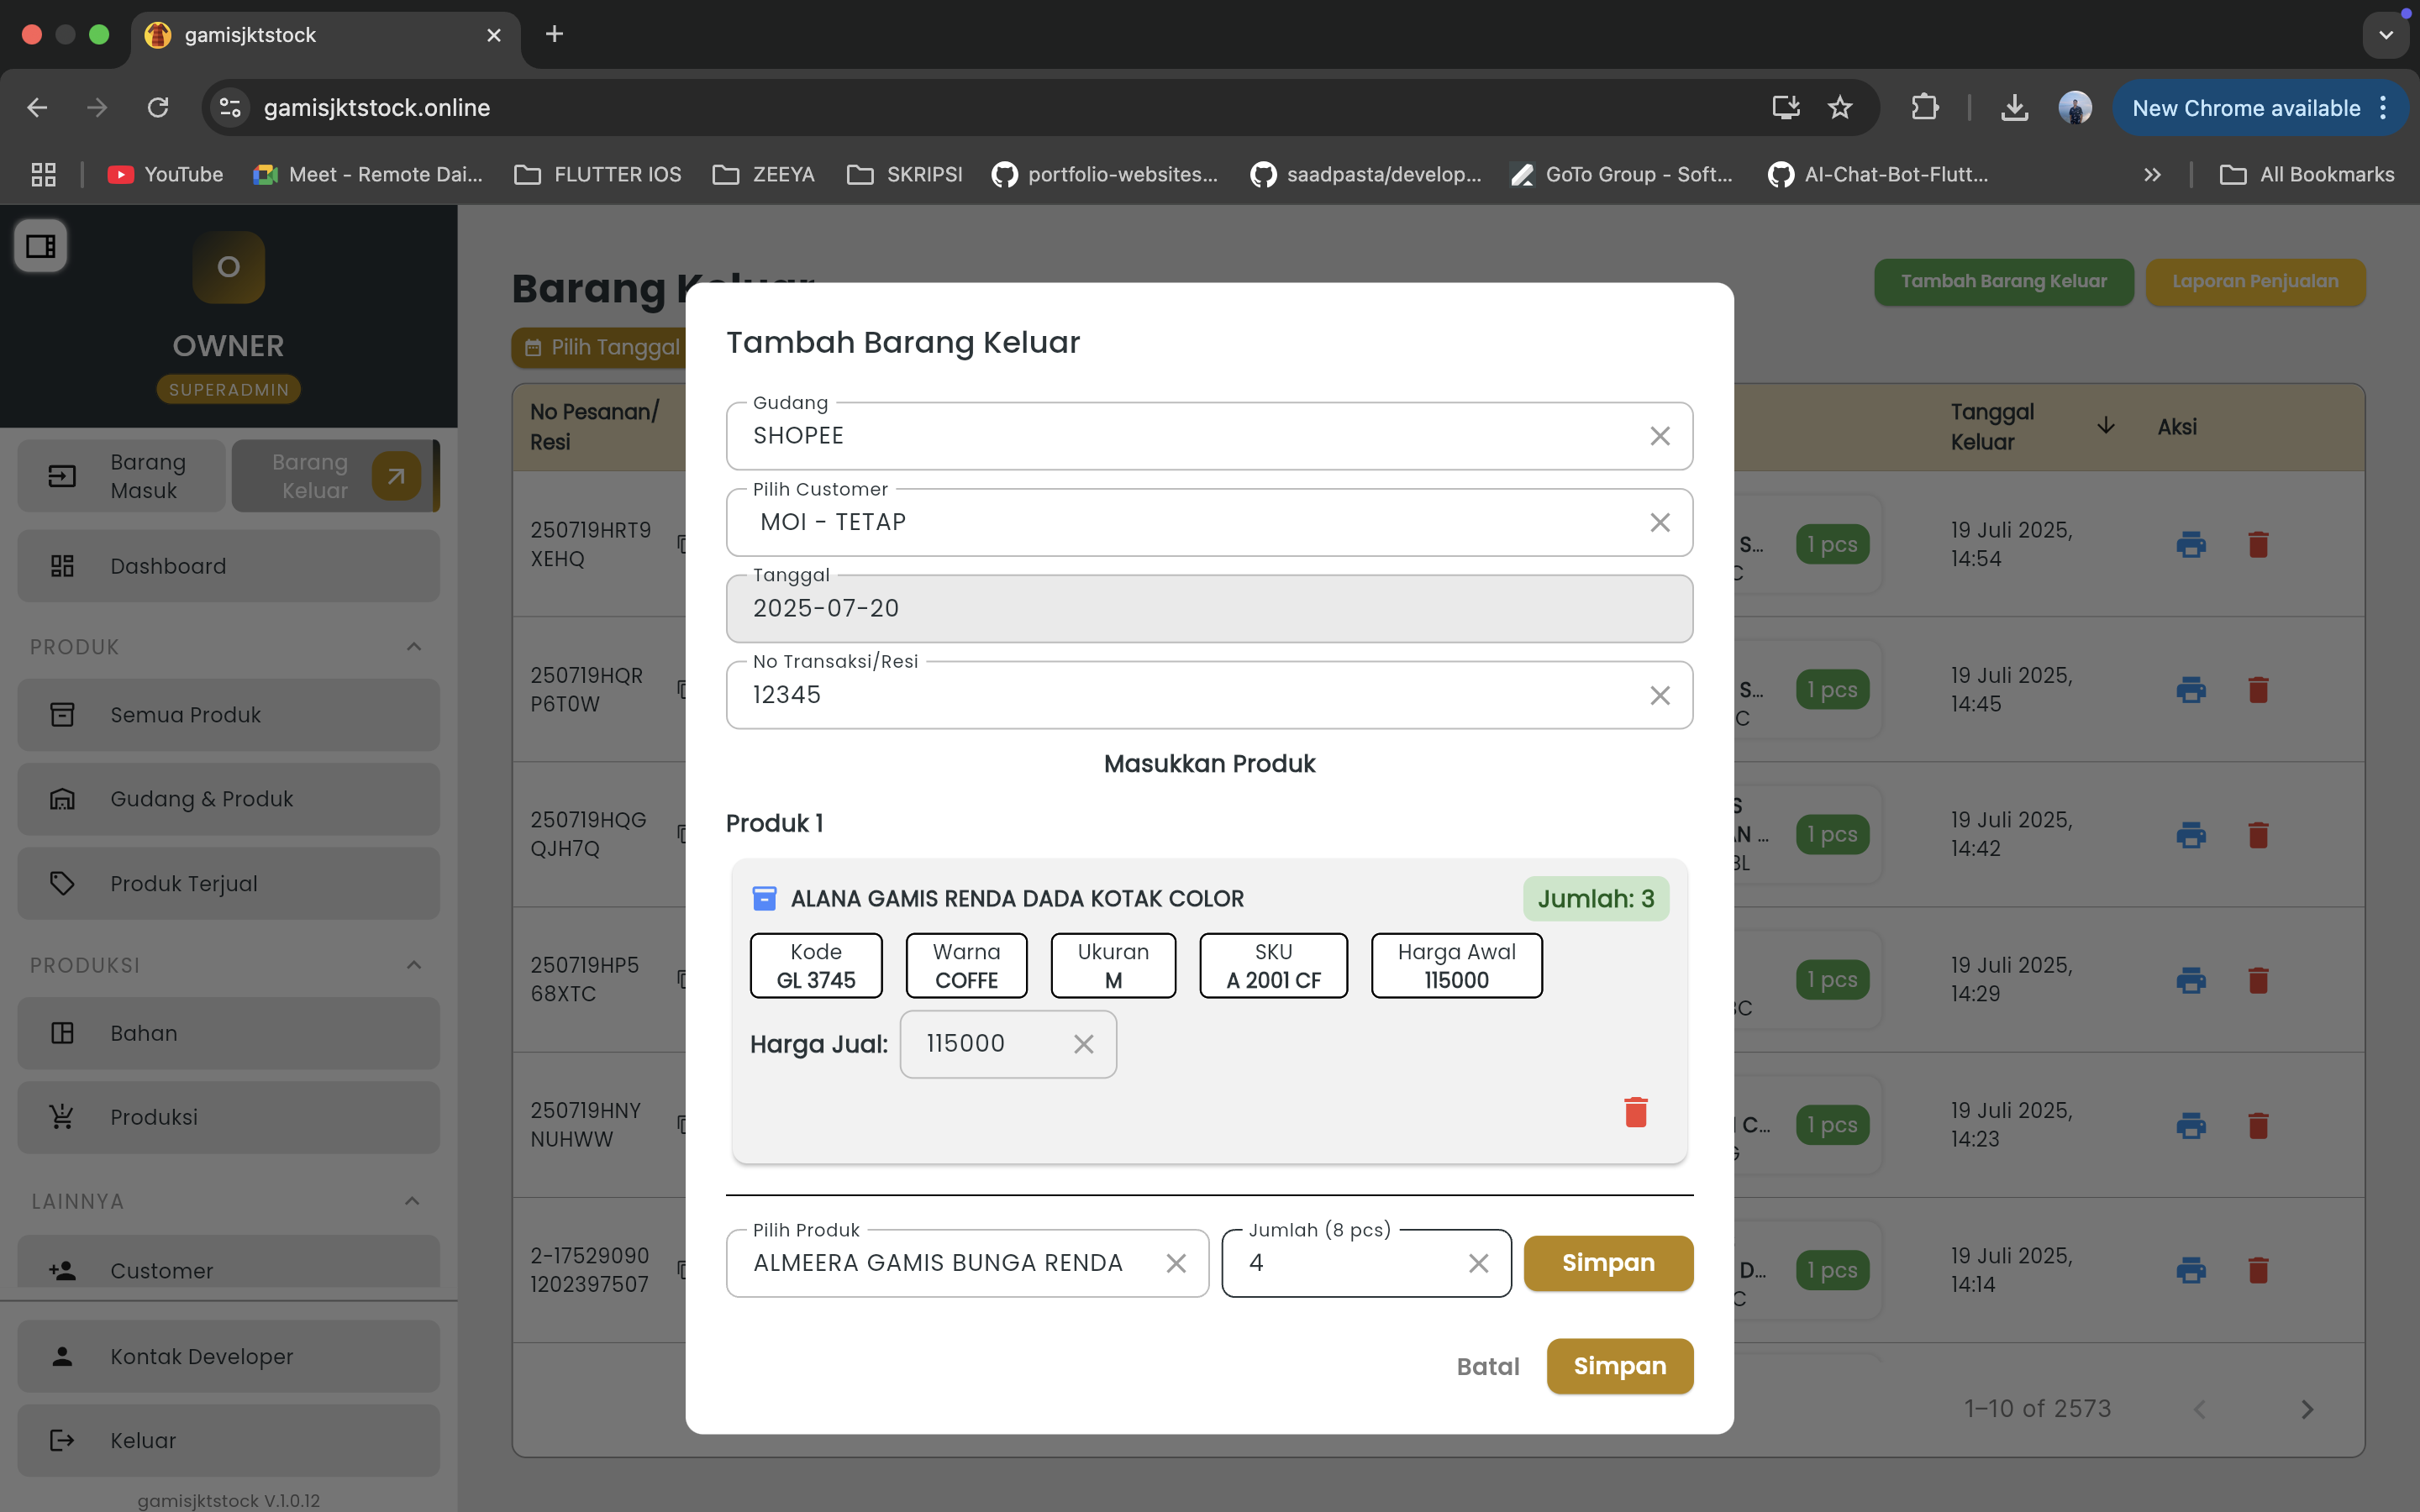 gamisjktstock
gamisjktstock.online
New Chrome available
YouTube
Meet - Remote Dai...
FLUTTER IOS
ZEEYA
SKRIPSI
portfolio-websites...
saadpasta/develop...
GoTo Group - Soft...
AI-Chat-Bot-Flutt...
All Bookmarks
O
OWNER
SUPERADMIN
Barang Masuk
Barang Keluar
Dashboard
PRODUK
Semua Produk
Gudang & Produk
Produk Terjual
PRODUKSI
Bahan
Produksi
LAINNYA
Customer
Kontak Developer
Keluar
gamisjktstock V.1.0.12
Barang Keluar
Tambah Barang Keluar
Laporan Penjualan
Pilih Tanggal
No Pesanan/
Resi
Tanggal
Keluar
Aksi
250719HRT9
XEHQ
S...
C
1 pcs
19 Juli 2025,
14:54
250719HQR
P6T0W
S...
C
1 pcs
19 Juli 2025,
14:45
250719HQG
QJH7Q
S
AN ...
BL
1 pcs
19 Juli 2025,
14:42
250719HP5
68XTC
BC
1 pcs
19 Juli 2025,
14:29
250719HNY
NUHWW
C...
G
1 pcs
19 Juli 2025,
14:23
2-17529090
1202397507
D...
C
1 pcs
19 Juli 2025,
14:14
1–10 of 2573
Tambah Barang Keluar
Gudang
SHOPEE
Pilih Customer
MOI - TETAP
Tanggal
2025-07-20
No Transaksi/Resi
12345
Masukkan Produk
Produk 1
ALANA GAMIS RENDA DADA KOTAK COLOR
Jumlah: 3
Kode
GL 3745
Warna
COFFE
Ukuran
M
SKU
A 2001 CF
Harga Awal
115000
Harga Jual:
115000
Pilih Produk
ALMEERA GAMIS BUNGA RENDA
Jumlah (8 pcs)
4
Simpan
Batal
Simpan